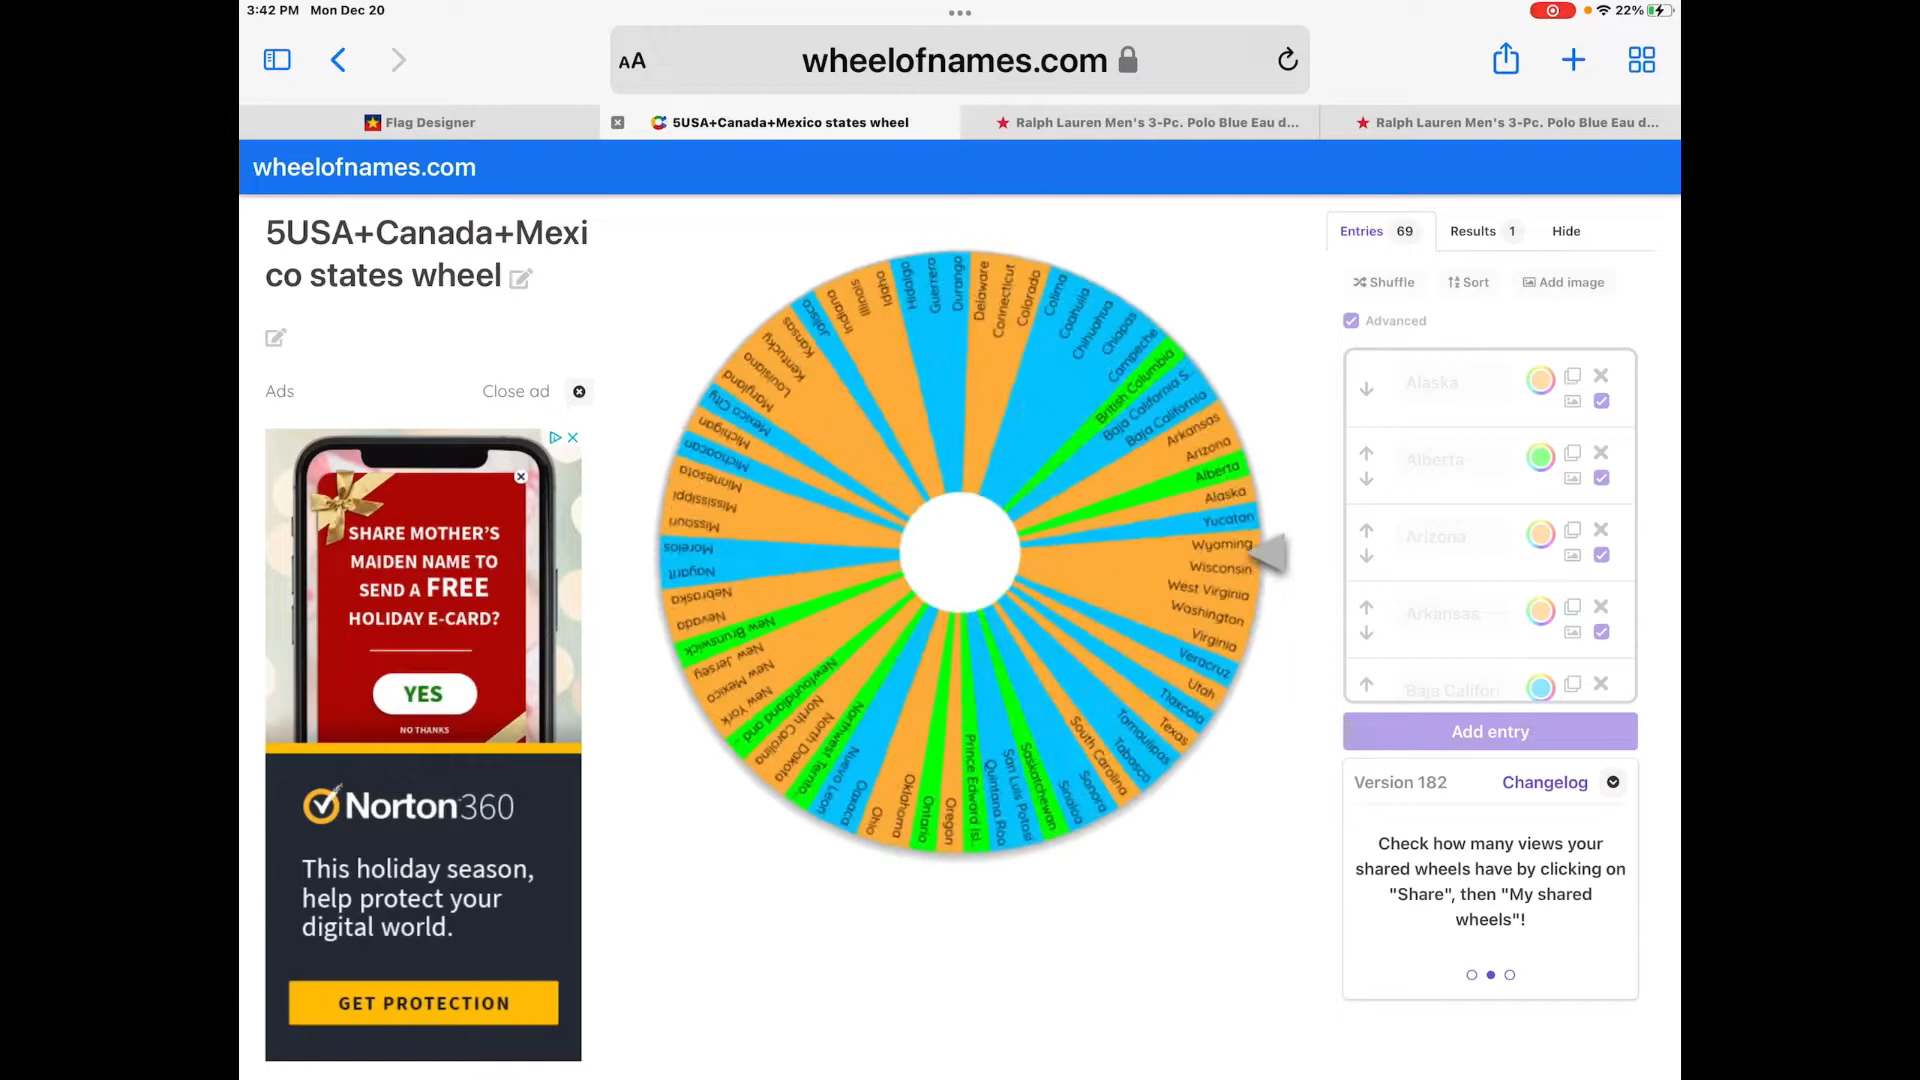 3:42 PM Mon Dec 20
22%
AA
wheelofnames.com
Flag Designer
5USA+Canada+Mexico states wheel
Ralph Lauren Men's 3-Pc. Polo Blue Eau d...
Ralph Lauren Men's 3-Pc. Polo Blue Eau d...
wheelofnames.com
5USA+Canada+Mexi
co states wheel
Ads
Close ad
SHARE MOTHER'S
MAIDEN NAME TO
SEND A FREE
HOLIDAY E-CARD?
YES
NO THANKS
Norton360
This holiday season,
help protect your
digital world.
GET PROTECTION
Hidalgo
Guerrero
Durango
Delaware
Connecticut
Colorado
Colima
Coahuila
Chihuahua
Chiapas
Campeche
British Columbia
Baja California S...
Baja California
Arkansas
Arizona
Alberta
Alaska
Yucatan
Wyoming
Wisconsin
West Virginia
Washington
Virginia
Veracruz
Utah
Tlaxcala
Texas
Tamaulipas
Tabasco
South Carolina
Sonora
Sinaloa
Saskatchewan
San Luis Potosi
Quintana Roo
Prince Edward Isl...
Oregon
Ontario
Oklahoma
Ohio
Oaxaca
Nuevo Leon
Northwest Territo...
North Dakota
North Carolina
Newfoundland and ...
New York
New Mexico
New Jersey
New Brunswick
Nevada
Nebraska
Nayarit
Morelos
Missouri
Mississippi
Minnesota
Michoacan
Michigan
Mexico City
Maryland
Louisiana
Kentucky
Kansas
Jalisco
Indiana
Illinois
Idaho
Entries 69
Results 1
Hide
Shuffle
Sort
Add image
Advanced
Alaska
Alberta
Arizona
Arkansas
Baja Califor
Add entry
Version 182
Changelog
Check how many views your
shared wheels have by clicking on
"Share", then "My shared
wheels"!